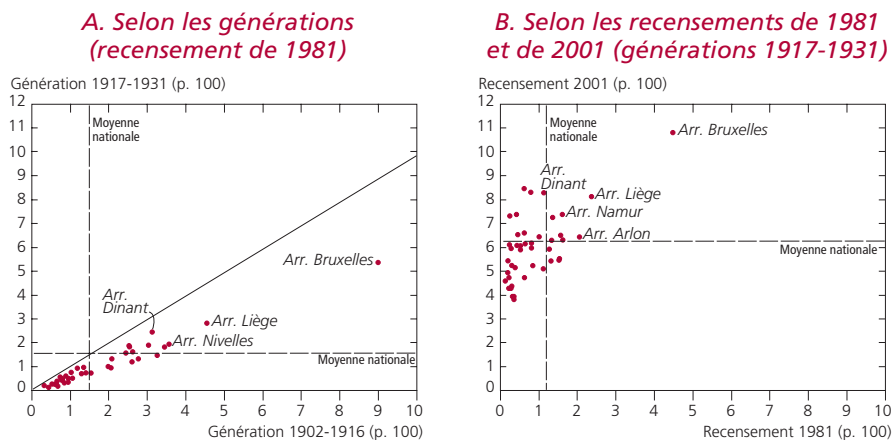 A. Selon les générations
(recensement de 1981)
Génération 1917-1931 (p. 100)
12
11
10
9
8
7
6
5
4
3
2
1
0
Moyenne
nationale
Arr. Bruxelles
Arr.
Dinant
Arr. Liège
Arr. Nivelles
Moyenne nationale
0 1 2 3 4 5 6 7 8 9 10
Génération 1902-1916 (p. 100)
B. Selon les recensements de 1981
et de 2001 (générations 1917-1931)
Recensement 2001 (p. 100)
12
11
10
9
8
7
6
5
4
3
2
1
0
Moyenne
nationale
Arr. Bruxelles
Arr.
Dinant
Arr. Liège
Arr. Namur
Arr. Arlon
Moyenne nationale
0 1 2 3 4 5 6 7 8 9 10
Recensement 1981 (p. 100)